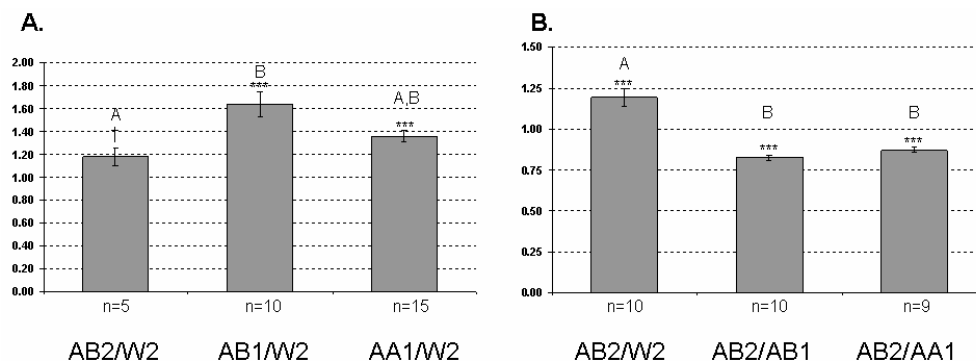 A.
2.00
1.80
1.60
1.40
1.20
1.00
0.80
0.60
0.40
0.20
0.00
A
†
B
***
A,B
***
n=5
n=10
n=15
AB2/W2
AB1/W2
AA1/W2
B.
1.50
1.25
1.00
0.75
0.50
0.25
0.00
A
***
B
***
B
***
n=10
n=10
n=9
AB2/W2
AB2/AB1
AB2/AA1